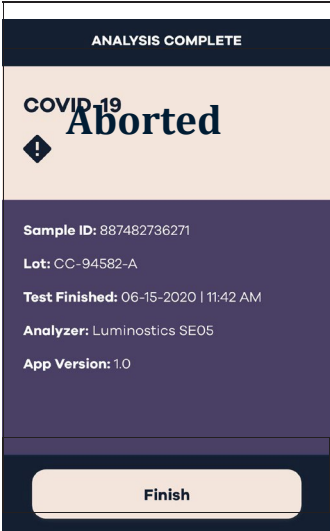 ANALYSIS COMPLETE
COVID-19
Aborted
Sample ID: 887482736271
Lot: CC-94582-A
Test Finished: 06-15-2020 | 11:42 AM
Analyzer: Luminostics SE05
App Version: 1.0
Finish